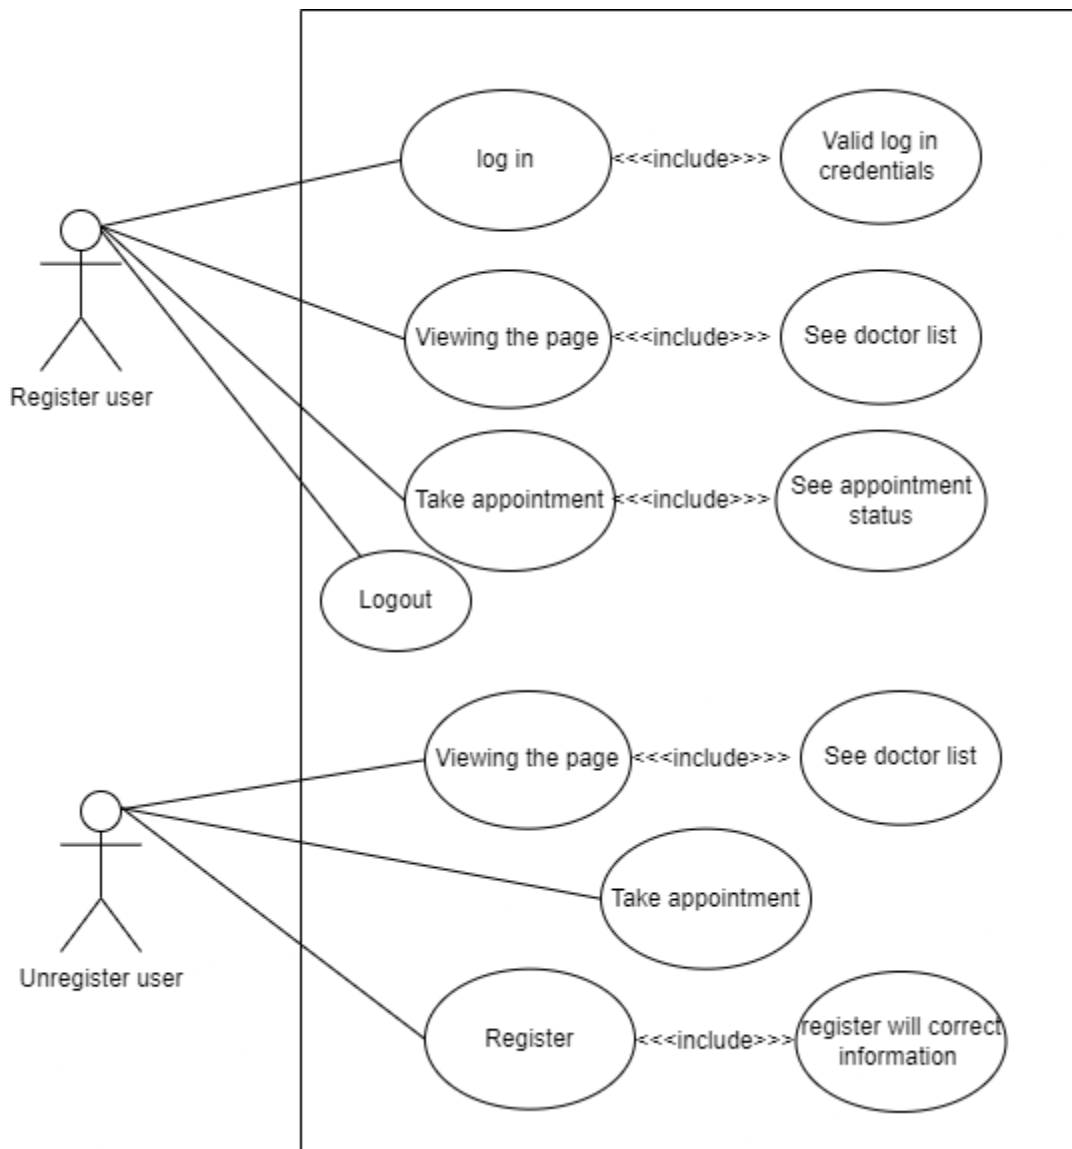 log in
<<<include>>>
Valid log in
credentials
Register user
Viewing the page
<<<include>>>
See doctor list
Take appointment
<<<include>>>
See appointment
status
Logout
Viewing the page
<<<include>>>
See doctor list
Unregister user
Take appointment
Register
<<<include>>>
register will correct
information